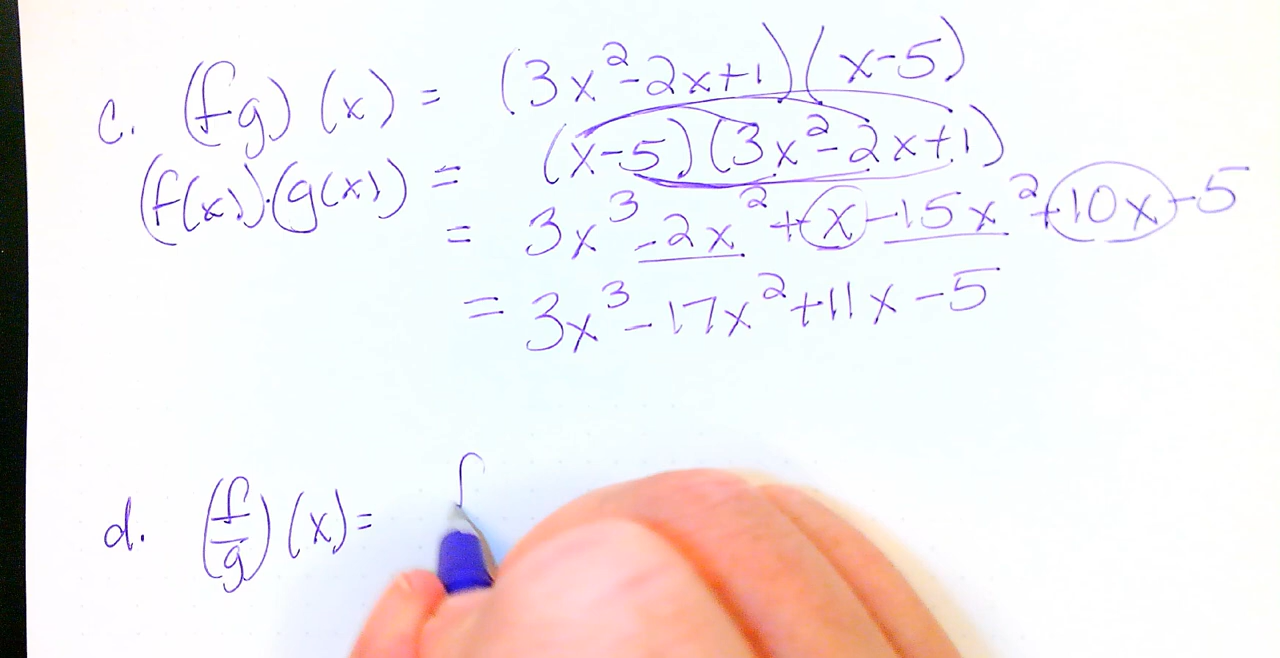 c. (fg)(x) = (3x²-2x+1)(x-5)
(f(x))·(g(x)) = (x-5)(3x²-2x+1)
= 3x³-2x²+x-15x²+10x-5
= 3x³-17x²+11x-5
d. (f/g)(x)= f